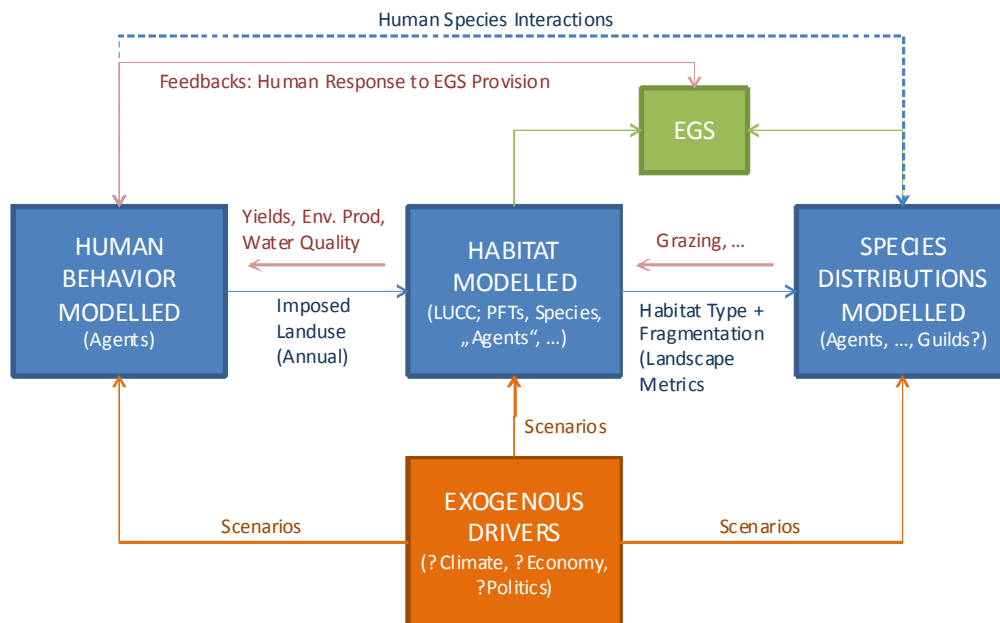 Human Species Interactions
Feedbacks: Human Response to EGS Provision
EGS
HUMAN
BEHAVIOR
MODELLED
(Agents)
Yields, Env. Prod,
Water Quality
Imposed
Landuse
(Annual)
HABITAT
MODELLED
(LUCC; PFTs, Species,
„Agents“, …)
Grazing, …
Habitat Type +
Fragmentation
(Landscape
Metrics
SPECIES
DISTRIBUTIONS
MODELLED
(Agents, …, Guilds?)
Scenarios
Scenarios
EXOGENOUS
DRIVERS
(?Climate, ?Economy,
?Politics)
Scenarios